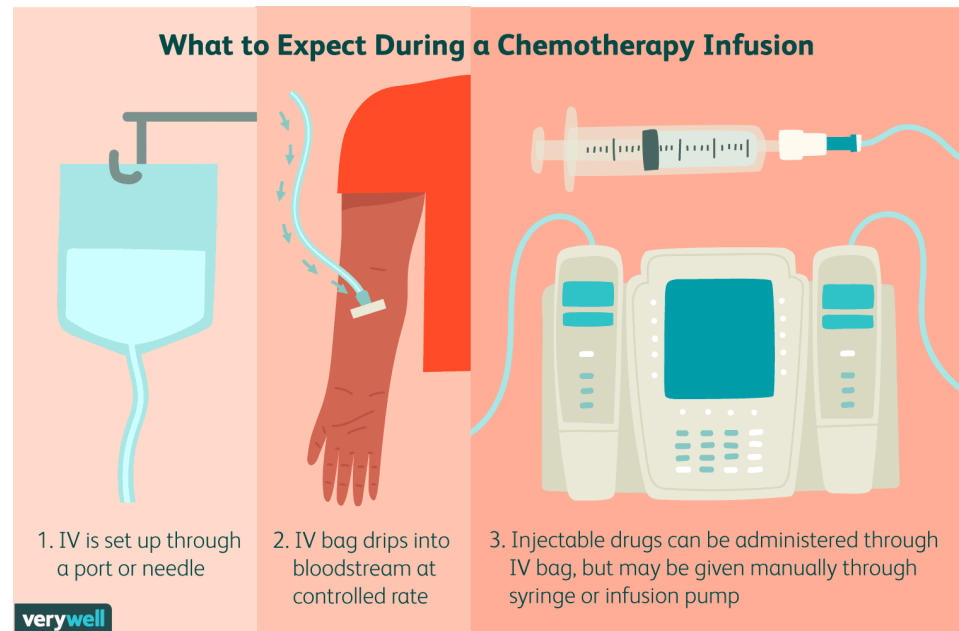 What to Expect During a Chemotherapy Infusion
1. IV is set up through
a port or needle
2. IV bag drips into
bloodstream at
controlled rate
3. Injectable drugs can be administered through
IV bag, but may be given manually through
syringe or infusion pump
verywell